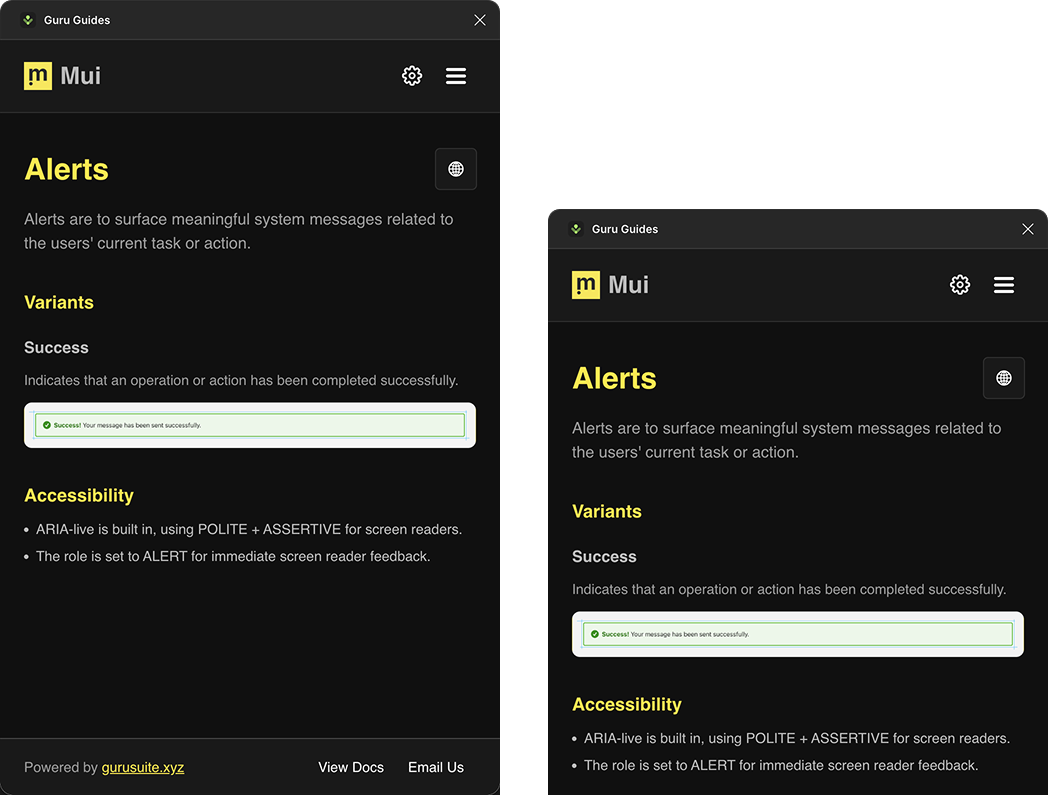 Guru Guides
Mui
Alerts
Alerts are to surface meaningful system messages related to
the users' current task or action.
Variants
Success
Indicates that an operation or action has been completed successfully.
Success! Your message has been sent successfully.
Accessibility
• ARIA-live is built in, using POLITE + ASSERTIVE for screen readers.
• The role is set to ALERT for immediate screen reader feedback.
Powered by gurusuite.xyz View Docs Email Us
Guru Guides
Mui
Alerts
Alerts are to surface meaningful system messages related to
the users' current task or action.
Variants
Success
Indicates that an operation or action has been completed successfully.
Success! Your message has been sent successfully.
Accessibility
• ARIA-live is built in, using POLITE + ASSERTIVE for screen readers.
• The role is set to ALERT for immediate screen reader feedback.